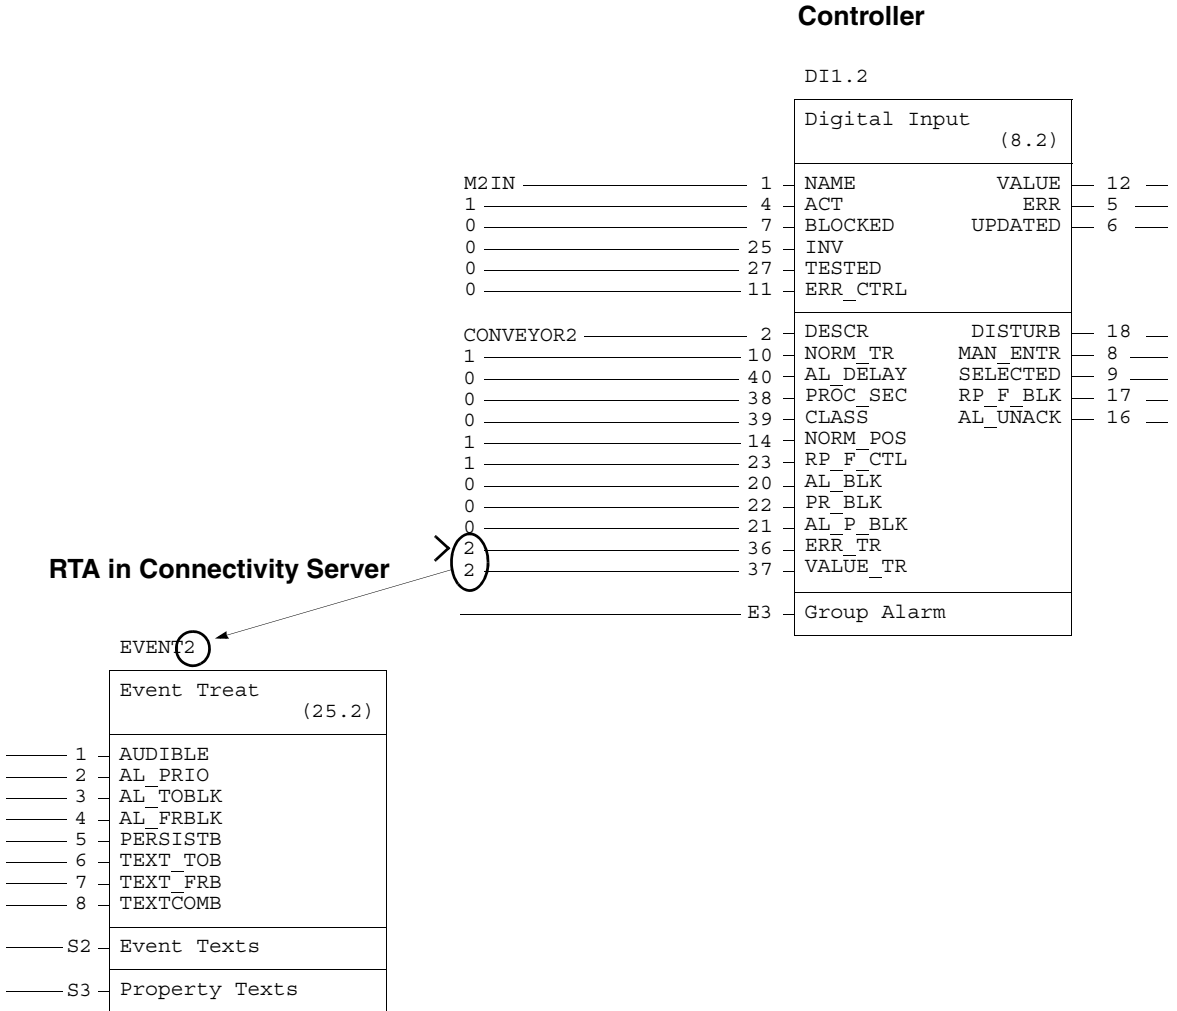 Controller
DI1.2
Digital Input
(8.2)
M2IN 1 NAME VALUE 12
1 4 ACT ERR 5
0 7 BLOCKED UPDATED 6
0 25 INV
0 27 TESTED
0 11 ERR_CTRL
CONVEYOR2 2 DESCR DISTURB 18
1 10 NORM_TR MAN_ENTR 8
0 40 AL_DELAY SELECTED 9
0 38 PROC_SEC RP_F_BLK 17
0 39 CLASS AL_UNACK 16
1 14 NORM_POS
1 23 RP_F_CTL
0 20 AL_BLK
0 22 PR_BLK
0 21 AL_P_BLK
2 36 ERR_TR
2 37 VALUE_TR
E3 Group Alarm
RTA in Connectivity Server
EVENT2
Event Treat
(25.2)
1 AUDIBLE
2 AL_PRIO
3 AL_TOBLK
4 AL_FRBLK
5 PERSISTB
6 TEXT_TOB
7 TEXT_FRB
8 TEXTCOMB
S2 Event Texts
S3 Property Texts